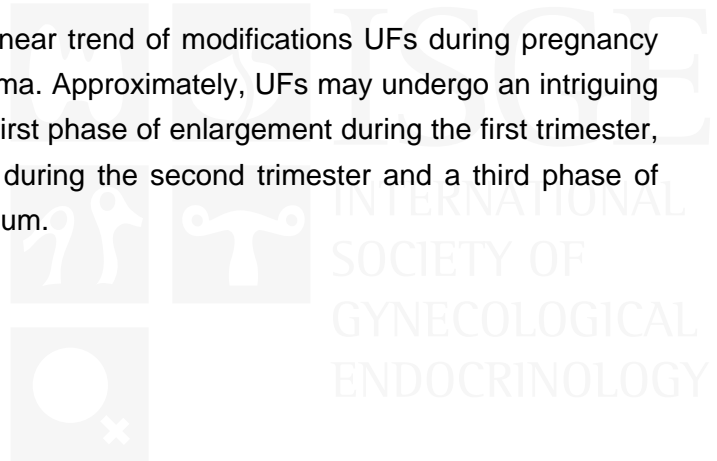 near trend of modifications UFs during pregnancy
ma. Approximately, UFs may undergo an intriguing
irst phase of enlargement during the first trimester,
during the second trimester and a third phase of
um.
ISGE
INTERNATIONAL
SOCIETY OF
GYNECOLOGICAL
ENDOCRINOLOGY